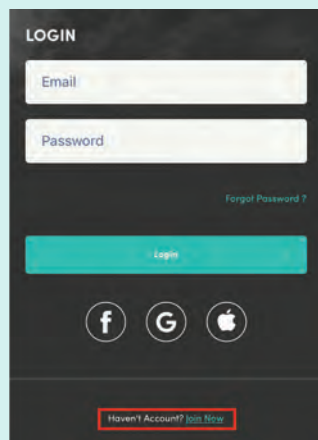 LOGIN
Email
Password
Forgot Password ?
Login
Haven't Account? Join Now